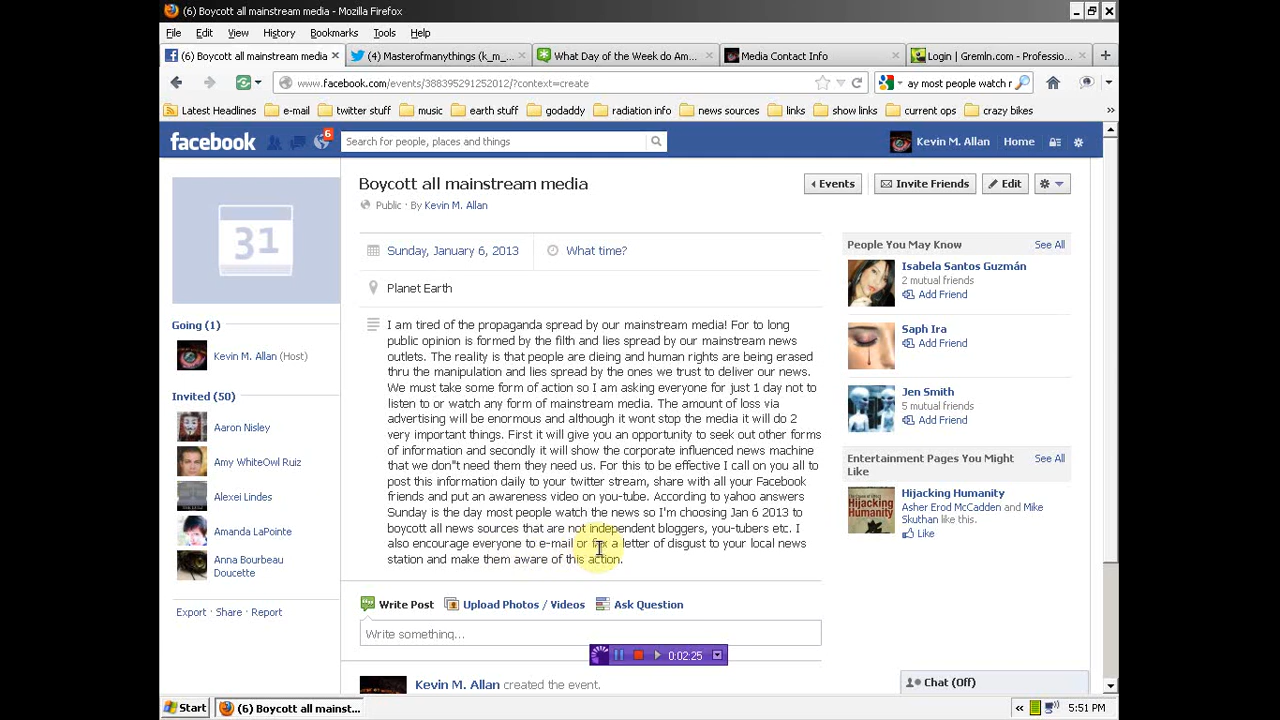 (6) Boycott all mainstream media - Mozilla Firefox
File Edit View History Bookmarks Tools Help
(6) Boycott all mainstream media
(4) Masterofmanythings (k_m_...
What Day of the Week do Am...
Media Contact Info
Login | Gremln.com - Professio...
www.facebook.com/events/388395291252012/?context=create
ay most people watch n
Latest Headlines e-mail twitter stuff music earth stuff godaddy radiation info news sources links show links current ops crazy bikes »
facebook
6
Search for people, places and things
Kevin M. Allan Home
31
Boycott all mainstream media
Public · By Kevin M. Allan
Events
Invite Friends
Edit
Sunday, January 6, 2013
What time?
Planet Earth
I am tired of the propaganda spread by our mainstream media! For to long
public opinion is formed by the filth and lies spread by our mainstream news
outlets. The reality is that people are dieing and human rights are being erased
thru the manipulation and lies spread by the ones we trust to deliver our news.
We must take some form of action so I am asking everyone for just 1 day not to
listen to or watch any form of mainstream media. The amount of loss via
advertising will be enormous and although it wont stop the media it will do 2
very important things. First it will give you an opportunity to seek out other forms
of information and secondly it will show the corporate influenced news machine
that we don"t need them they need us. For this to be effective I call on you all to
post this information daily to your twitter stream, share with all your Facebook
friends and put an awareness video on you-tube. According to yahoo answers
Sunday is the day most people watch the news so I'm choosing Jan 6 2013 to
boycott all news sources that are not independent bloggers, you-tubers etc. I
also encourage everyone to e-mail or fax a letter of disgust to your local news
station and make them aware of this action.
Going (1)
Kevin M. Allan (Host)
Invited (50)
Aaron Nisley
Amy WhiteOwl Ruiz
Alexei Lindes
Amanda LaPointe
Anna Bourbeau
Doucette
Export · Share · Report
People You May Know See All
Isabela Santos Guzmán
2 mutual friends
Add Friend
Saph Ira
Add Friend
Jen Smith
5 mutual friends
Add Friend
Entertainment Pages You Might
Like
See All
Hijacking Humanity
Asher Erod McCadden and Mike
Skuthan like this.
Like
Hijacking
Humanity
Write Post Upload Photos / Videos Ask Question
Write something...
0:02:25
Kevin M. Allan created the event.
Chat (Off)
Start
(6) Boycott all mainst...
« 5:51 PM